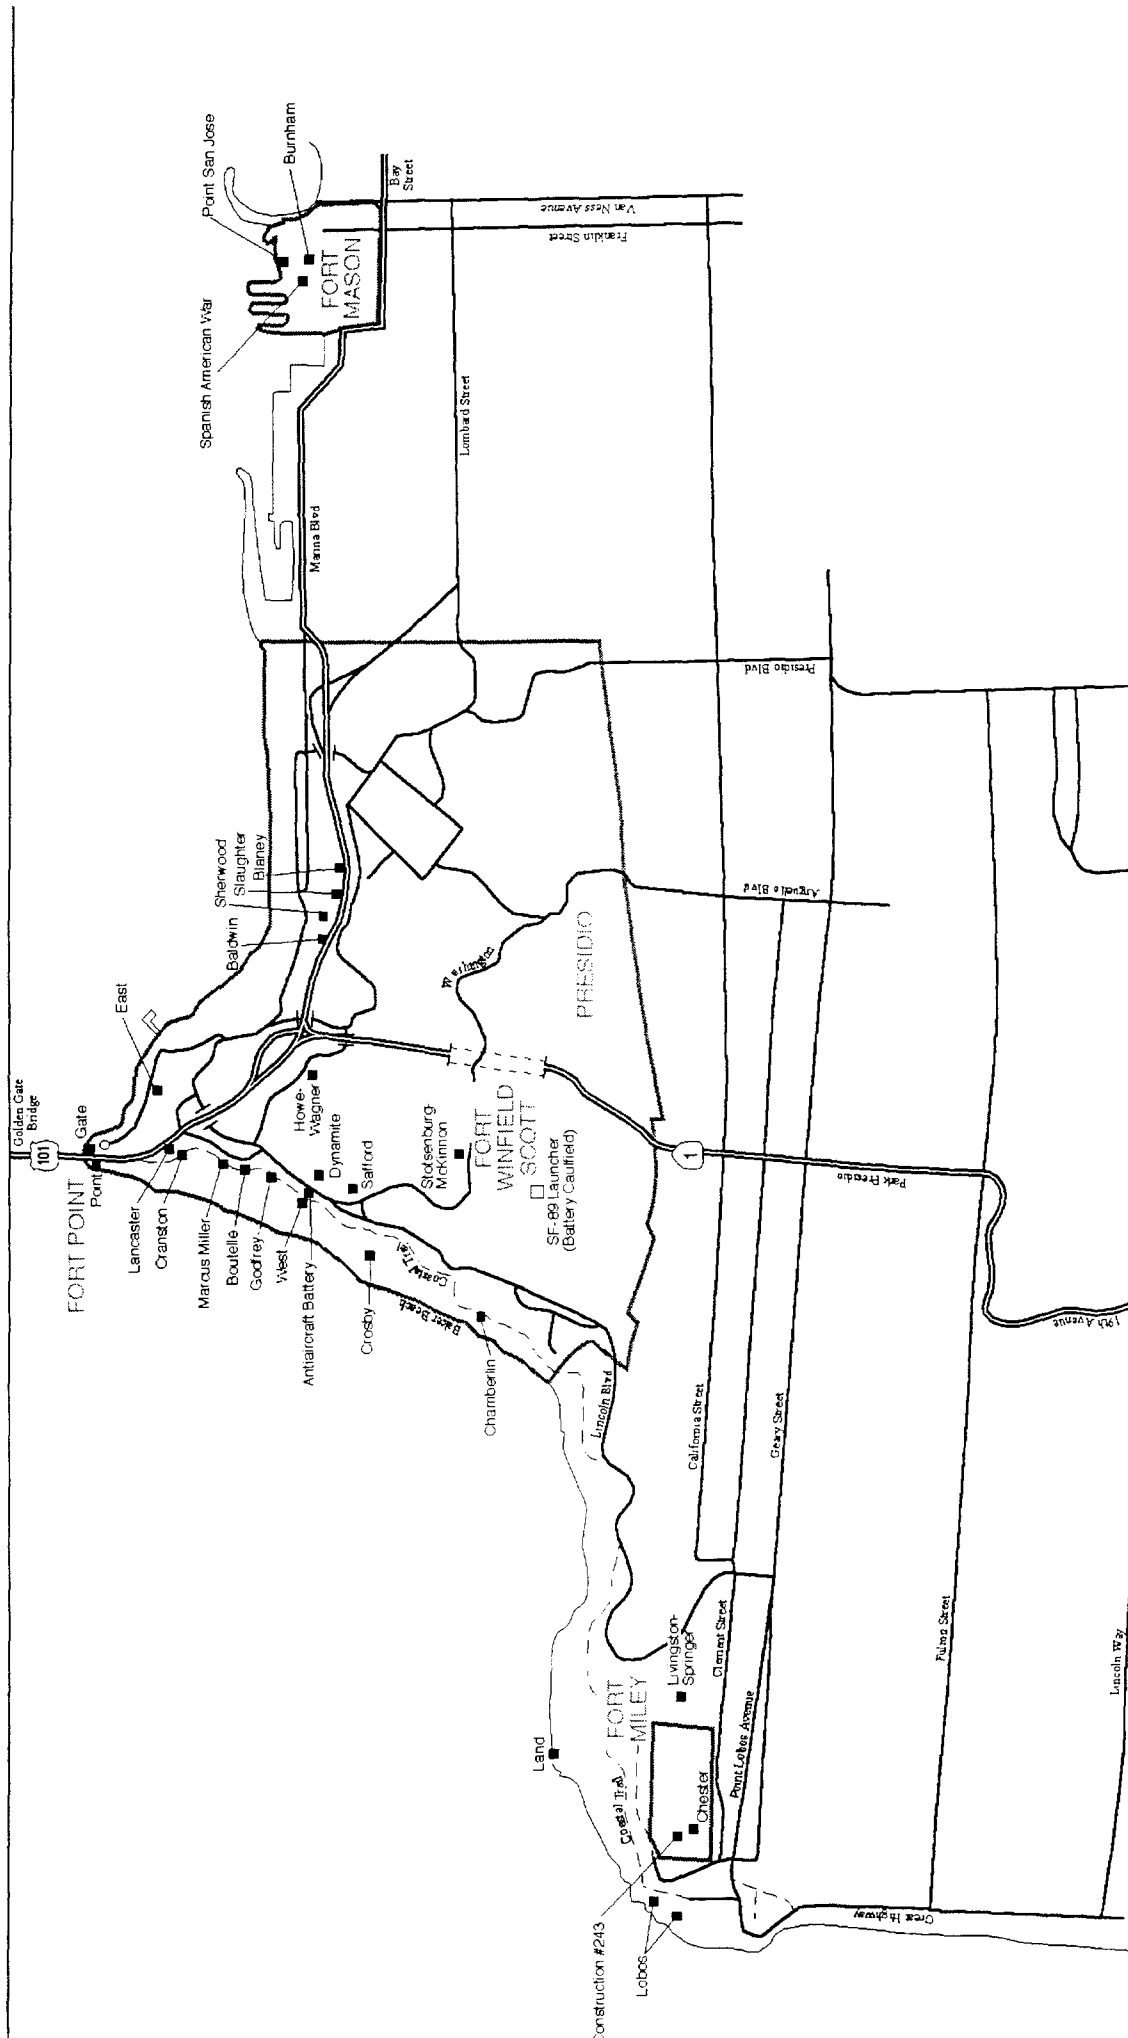 Golden Gate
Bridge
101
FORT POINT
Gate
Point
East
Lancaster
Cranston
Marcus Miller
Boutelle
Godfrey
West
Antiaircraft Battery
Crosby
Chamberlin
Howe-
Wagner
Dynamite
Safford
Stotsenburg-
McKinnon
FORT
WINFIELD
SCOTT
SF-89 Launcher
(Battery Caulfield)
Baldwin
Sherwood
Slaughter
Blaney
PRESIDIO
Washington
Coastal Trail
Baker Beach
Lincoln Blvd
Spanish American War
Point San Jose
Burnham
FORT
MASON
Bay
Street
Van Ness Avenue
Franklin Street
Lombard Street
Marina Blvd
Presidio Blvd
Arguello Blvd
1
Park Presidio
19th Avenue
California Street
Geary Street
Clement Street
Point Lobos Avenue
Fulton Street
Lincoln Way
Great Highway
Land
Coastal Trail
FORT
MILEY
Livingston-
Springer
Chester
Construction #243
Lobos